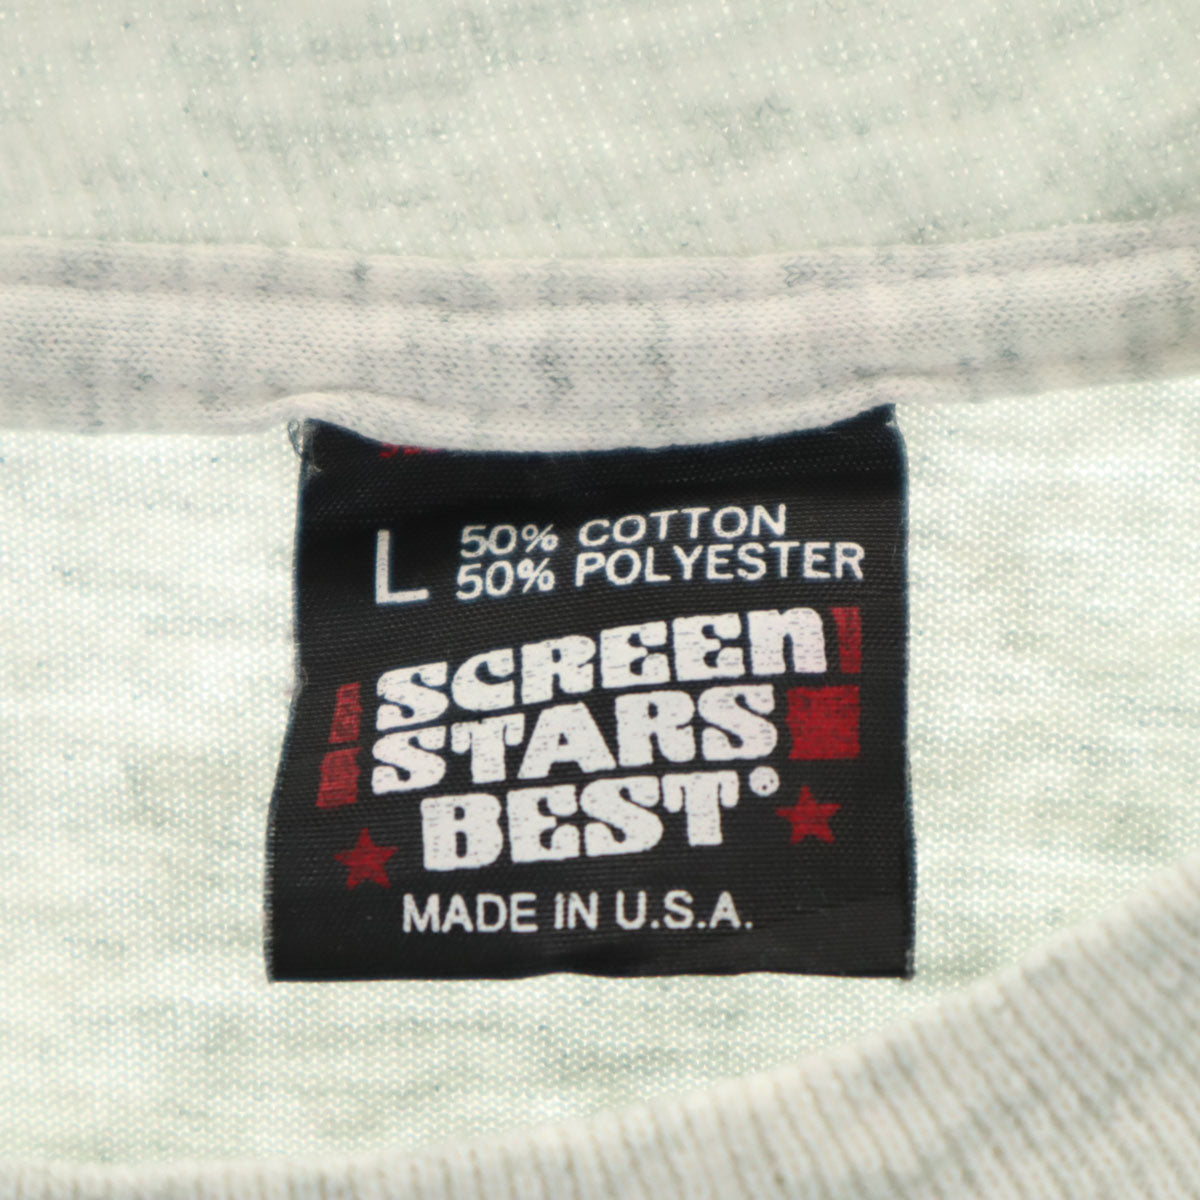 L 50% COTTON
50% POLYESTER
SCREEN
STARS
BEST®
MADE IN U.S.A.